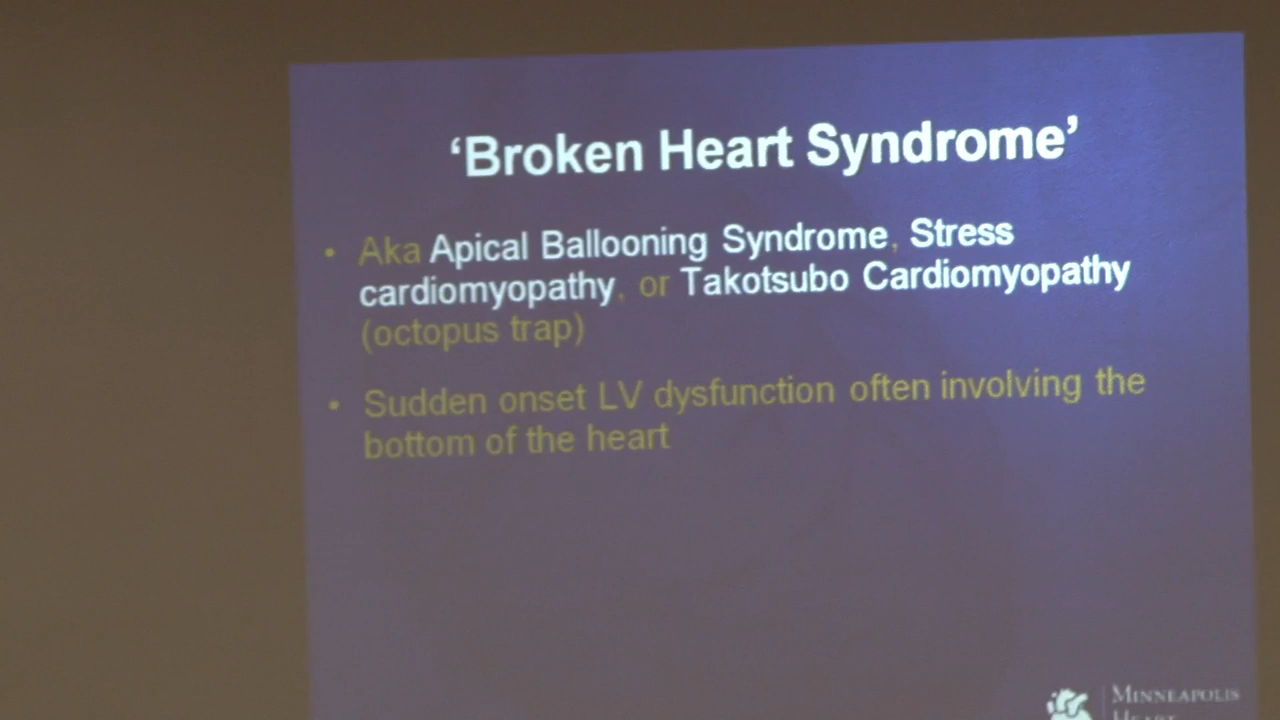 ‘Broken Heart Syndrome’
• Aka Apical Ballooning Syndrome, Stress
cardiomyopathy, or Takotsubo Cardiomyopathy
(octopus trap)
• Sudden onset LV dysfunction often involving the
bottom of the heart
MINNEAPOLIS
HEART